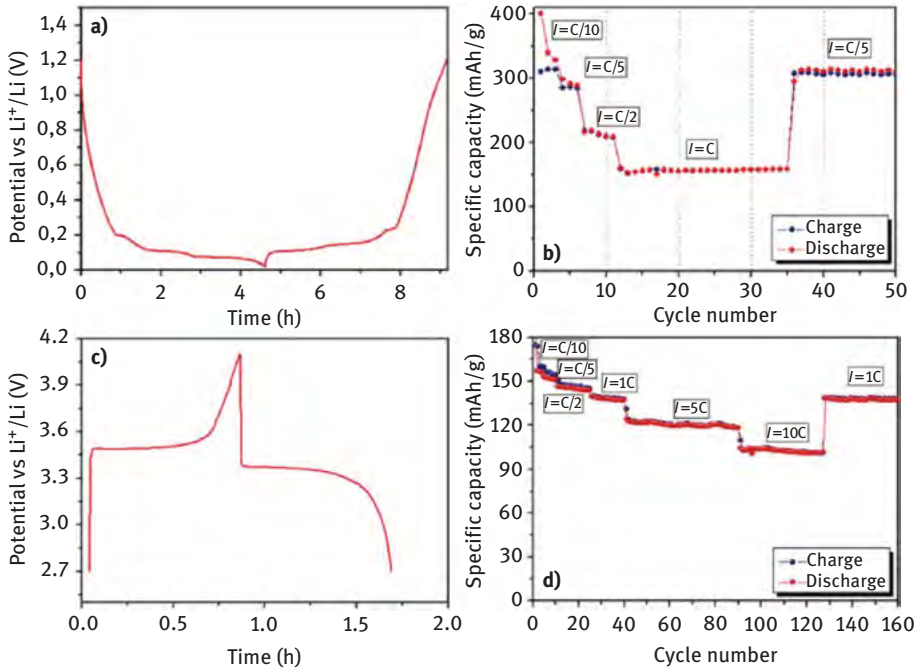 a)
1,4
1,2
1,0
0,8
0,6
0,4
0,2
0,0
Potential vs Li⁺/Li (V)
0 2 4 6 8
Time (h)
b)
400
300
200
100
0
Specific capacity (mAh/g)
I=C/10
I=C/5
I=C/2
I=C
I=C/5
Charge
Discharge
0 10 20 30 40 50
Cycle number
c)
4.2
3.9
3.6
3.3
3.0
2.7
Potential vs Li⁺/Li (V)
0.0 0.5 1.0 1.5 2.0
Time (h)
d)
180
150
120
90
60
30
0
Specific capacity (mAh/g)
I=C/10
I=C/5
I=C/2
I=1C
I=5C
I=10C
I=1C
Charge
Discharge
0 20 40 60 80 100 120 140 160
Cycle number